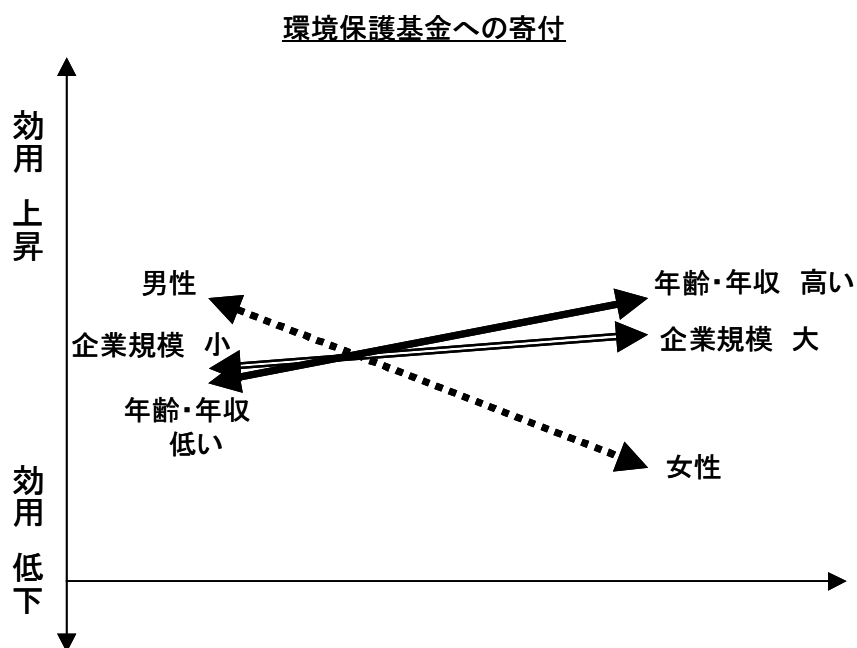 環境保護基金への寄付
効用 上昇
男性
年齢・年収 高い
企業規模 小
企業規模 大
年齢・年収
低い
女性
効用 低下